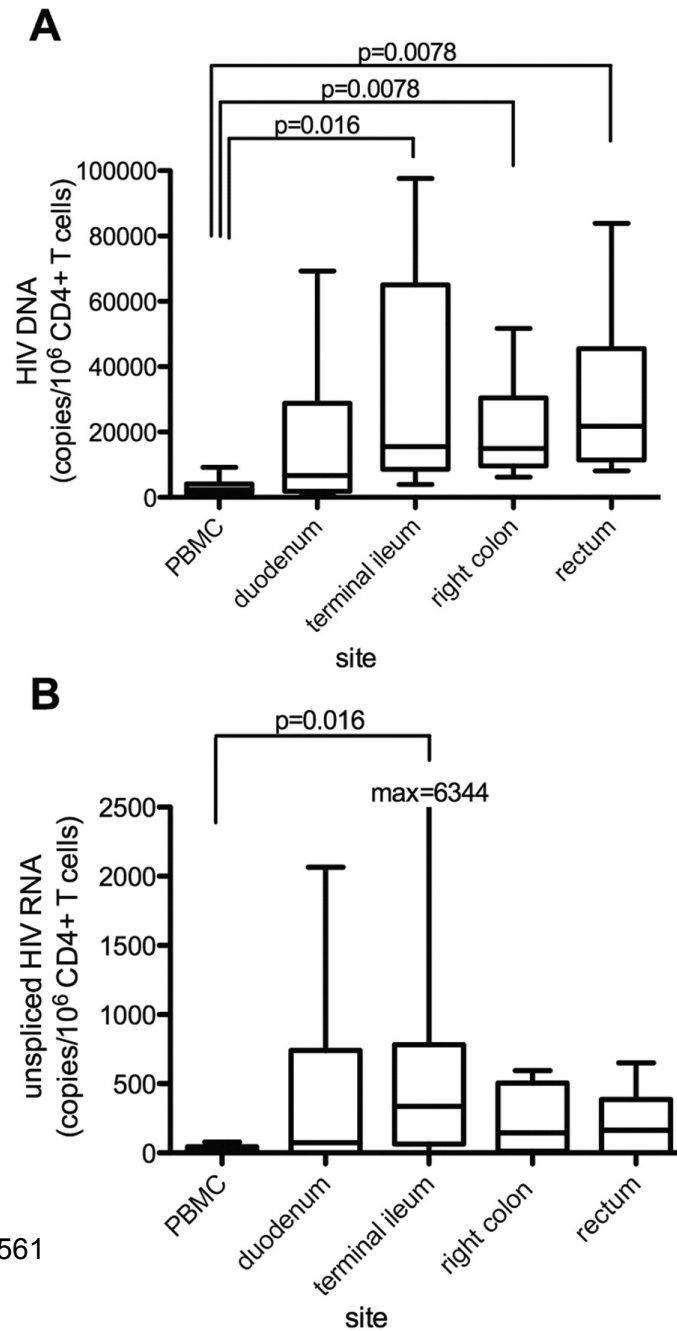 A
p=0.0078
p=0.0078
p=0.016
HIV DNA
(copies/10⁶ CD4+ T cells)
100000
80000
60000
40000
20000
0
PBMC
duodenum
terminal ileum
right colon
rectum
site
B
p=0.016
max=6344
unspliced HIV RNA
(copies/10⁶ CD4+ T cells)
2500
2000
1500
1000
500
0
PBMC
duodenum
terminal ileum
right colon
rectum
561
site